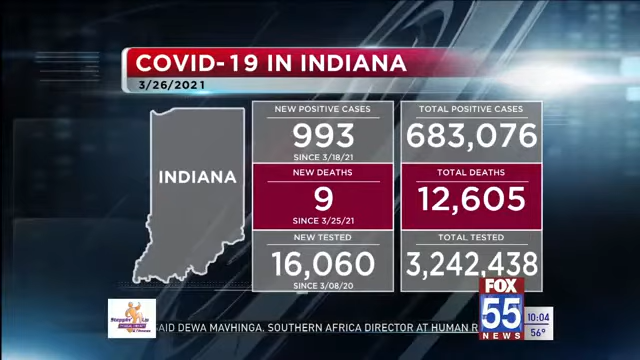 COVID-19 IN INDIANA
3/26/2021
INDIANA
NEW POSITIVE CASES
993
SINCE 3/18/21
TOTAL POSITIVE CASES
683,076
NEW DEATHS
9
SINCE 3/25/21
TOTAL DEATHS
12,605
NEW TESTED
16,060
SINCE 3/08/20
TOTAL TESTED
3,242,438
FOX
55
NEWS
10:04
56°
SAID DEWA MAVHINGA, SOUTHERN AFRICA DIRECTOR AT HUMAN R